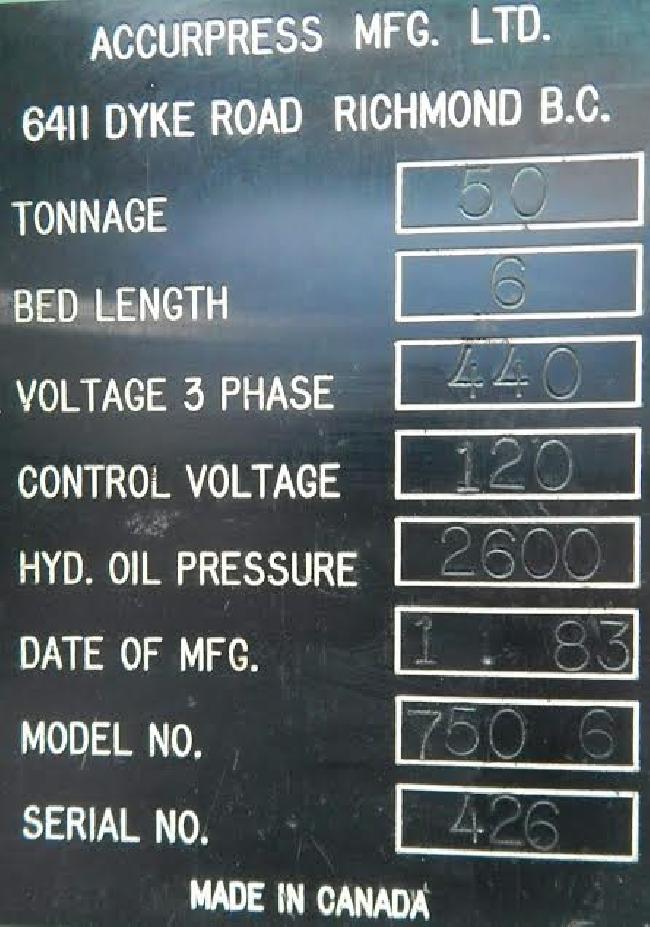 ACCURPRESS MFG. LTD.
6411 DYKE ROAD RICHMOND B.C.
TONNAGE 50
BED LENGTH 6
VOLTAGE 3 PHASE 440
CONTROL VOLTAGE 120
HYD. OIL PRESSURE 2600
DATE OF MFG. 1 . 83
MODEL NO. 750 6
SERIAL NO. 426
MADE IN CANADA